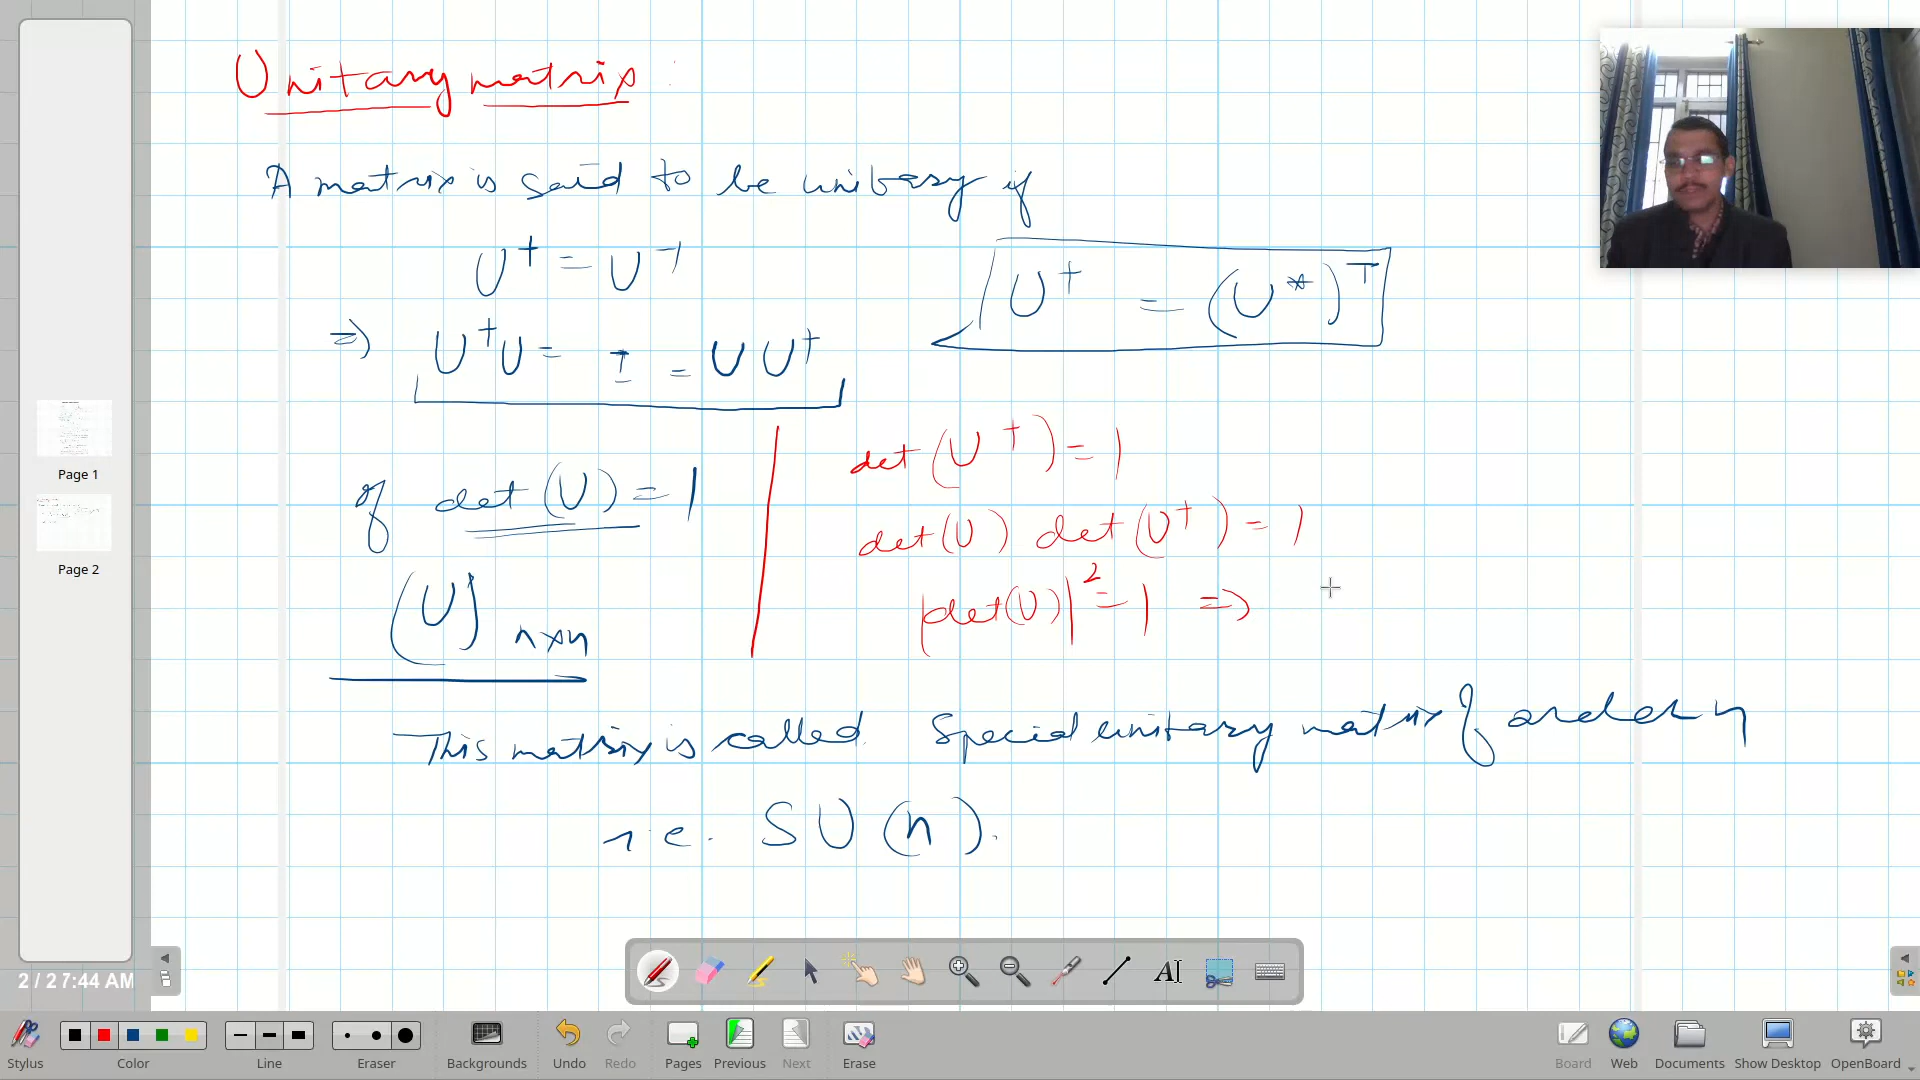 Unitary matrix
A matrix is said to be unitary if
U† = U⁻¹
U† = (U*)ᵀ
=> U†U = I = UU†
if det(U) = 1
(U) n×n
det(U†) = 1
det(U) det(U†) = 1
|det(U)|² = 1 =>
This matrix is called Special unitary matrix of order n
i.e. SU(n).
Page 1
Page 2
2 / 2 7:44 AM
Stylus Color Line Eraser Backgrounds Undo Redo Pages Previous Next Erase Board Web Documents Show Desktop OpenBoard